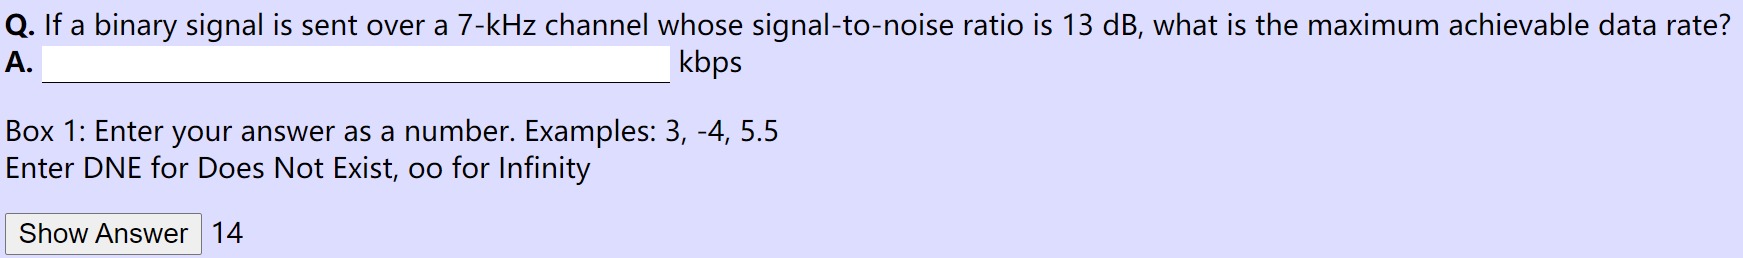 Q. If a binary signal is sent over a 7-kHz channel whose signal-to-noise ratio is 13 dB, what is the maximum achievable data rate?
A. kbps
Box 1: Enter your answer as a number. Examples: 3, -4, 5.5
Enter DNE for Does Not Exist, oo for Infinity
Show Answer 14